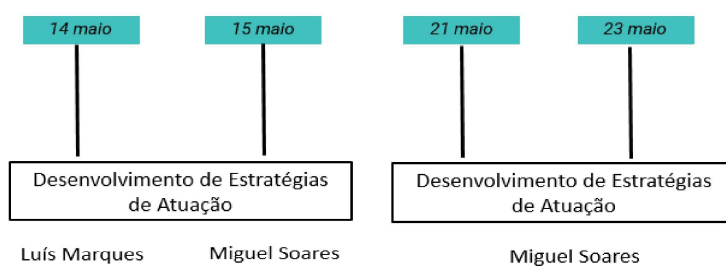 14 maio
15 maio
21 maio
23 maio
Desenvolvimento de Estratégias
de Atuação
Desenvolvimento de Estratégias
de Atuação
Luís Marques
Miguel Soares
Miguel Soares